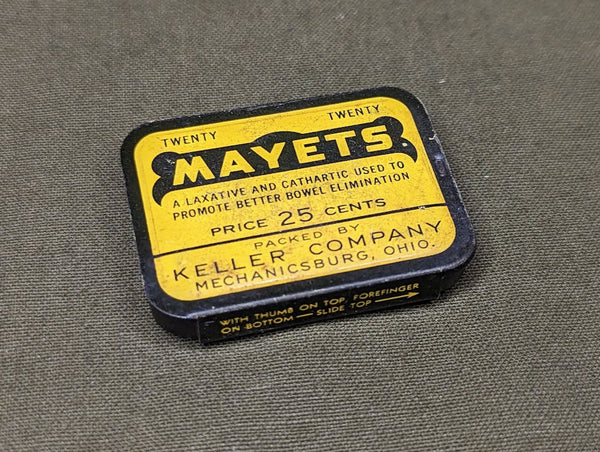 TWENTY TWENTY
MAYETS
A LAXATIVE AND CATHARTIC USED TO
PROMOTE BETTER BOWEL ELIMINATION
PRICE 25 CENTS
PACKED BY
KELLER COMPANY
MECHANICSBURG, OHIO.
WITH THUMB ON TOP, FOREFINGER
ON BOTTOM — SLIDE TOP